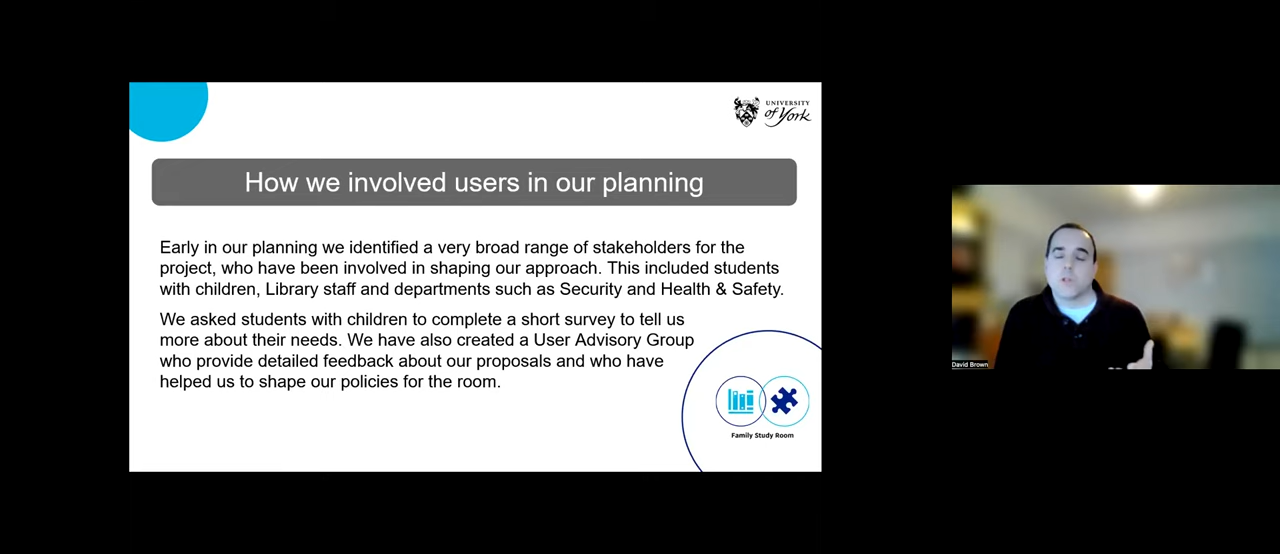 UNIVERSITY
of York
How we involved users in our planning
Early in our planning we identified a very broad range of stakeholders for the
project, who have been involved in shaping our approach. This included students
with children, Library staff and departments such as Security and Health & Safety.
We asked students with children to complete a short survey to tell us
more about their needs. We have also created a User Advisory Group
who provide detailed feedback about our proposals and who have
helped us to shape our policies for the room.
Family Study Room
David Brown